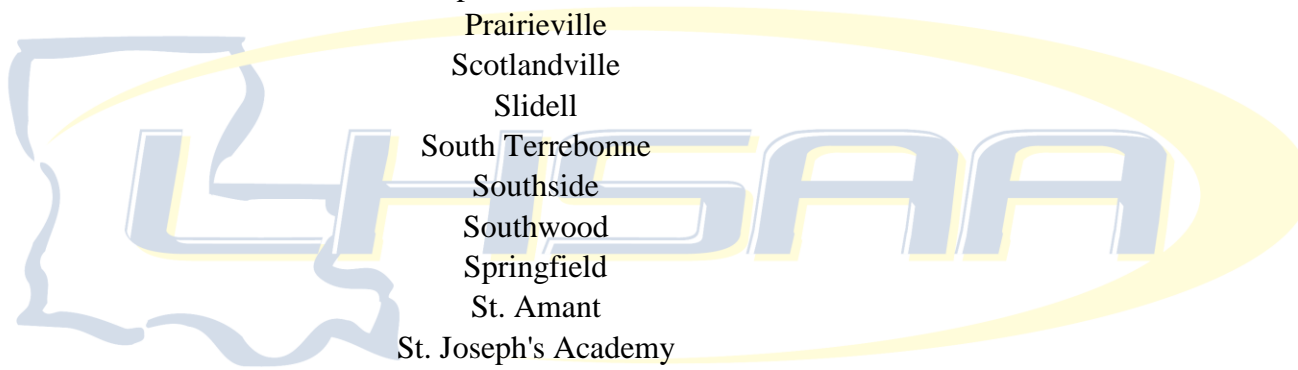 Prairieville
Scotlandville
Slidell
South Terrebonne
Southside
Southwood
Springfield
St. Amant
St. Joseph's Academy
LHSAA